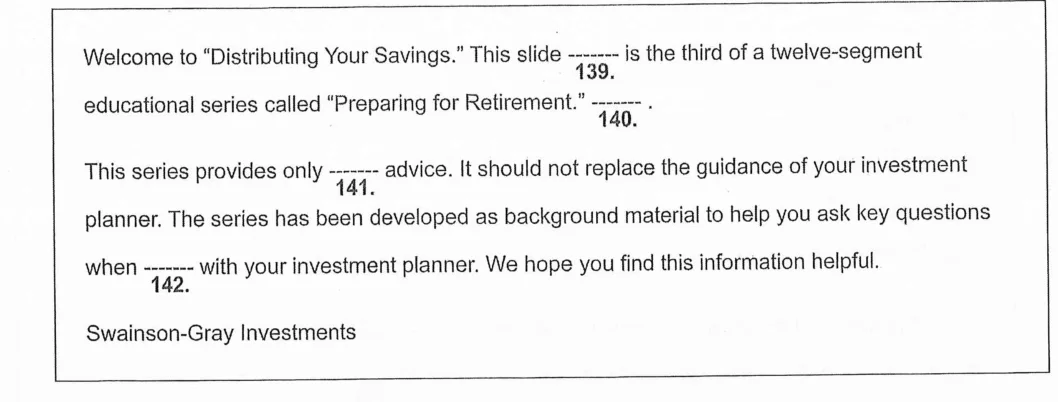 Welcome to “Distributing Your Savings.” This slide ------- is the third of a twelve-segment
139.
educational series called “Preparing for Retirement.” ------- .
140.
This series provides only ------- advice. It should not replace the guidance of your investment
141.
planner. The series has been developed as background material to help you ask key questions
when ------- with your investment planner. We hope you find this information helpful.
142.
Swainson-Gray Investments